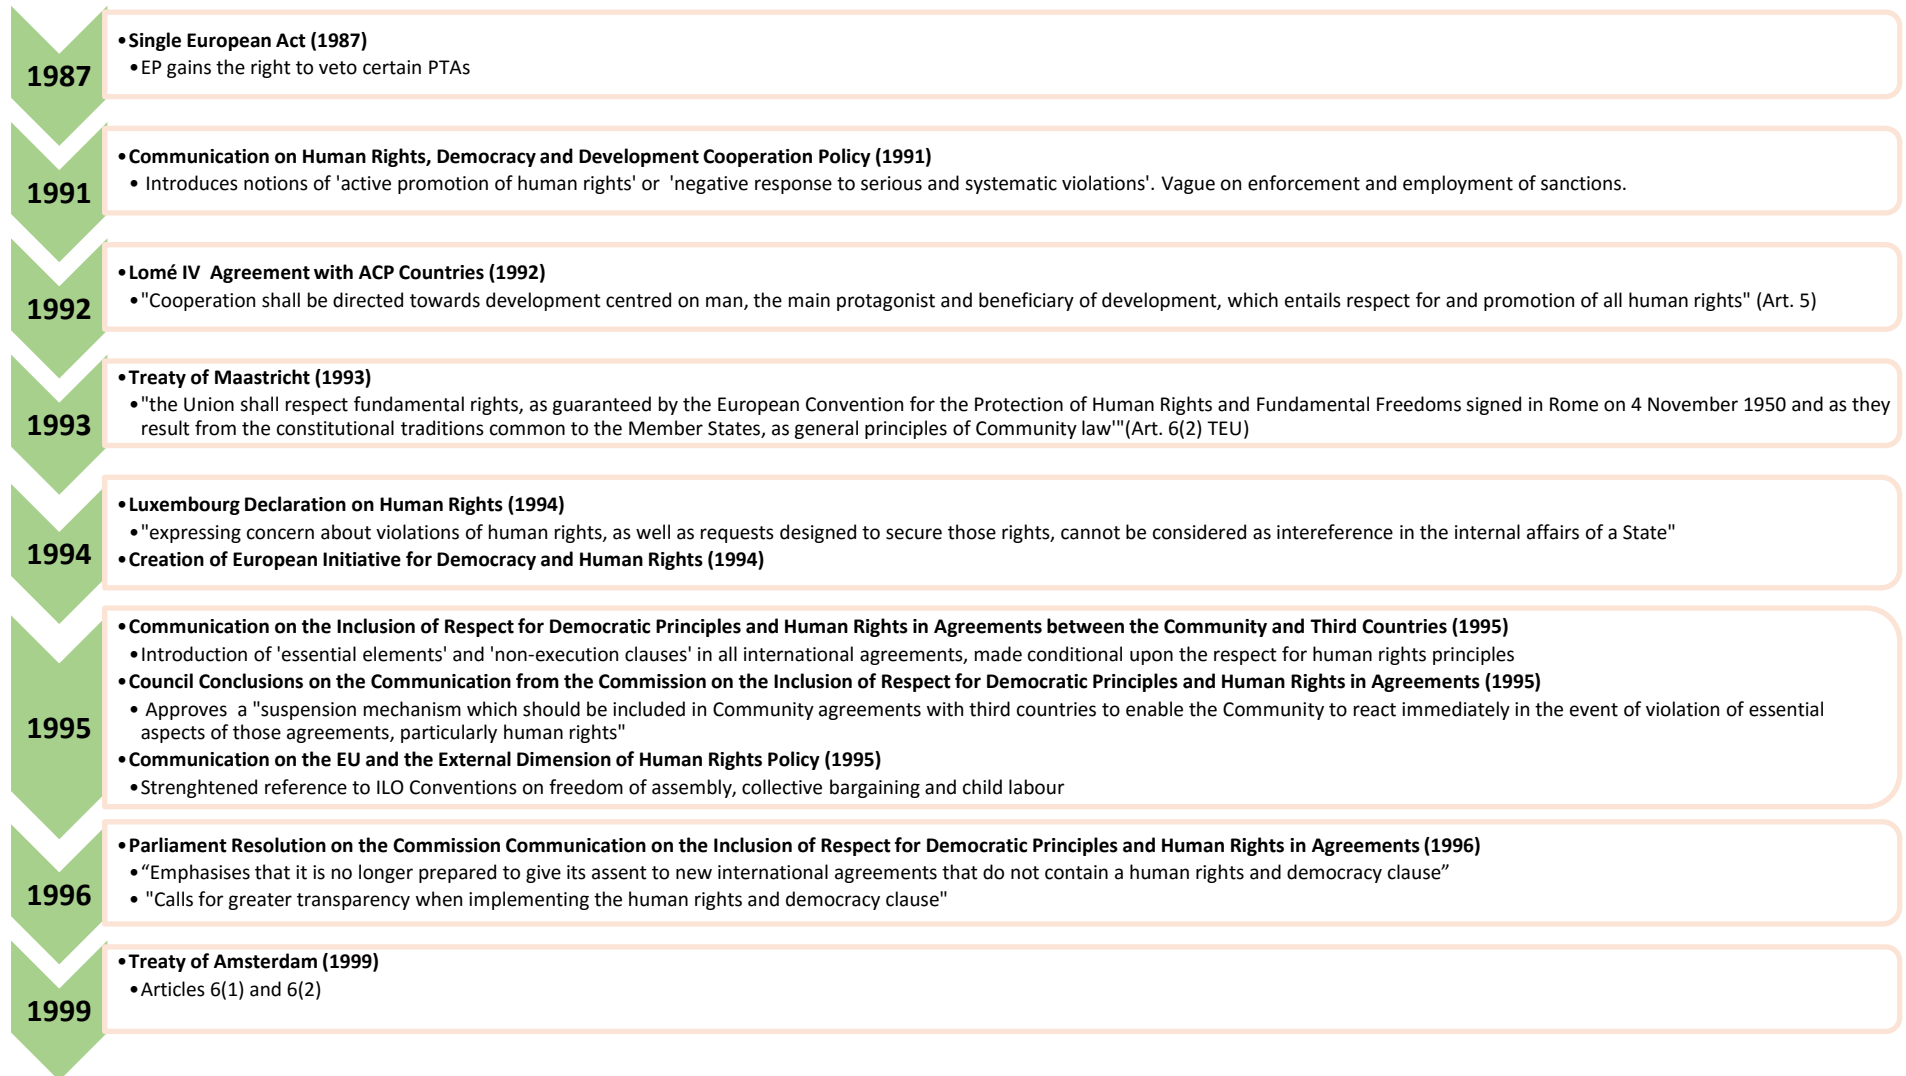 1987
•Single European Act (1987)
•EP gains the right to veto certain PTAs
1991
•Communication on Human Rights, Democracy and Development Cooperation Policy (1991)
• Introduces notions of 'active promotion of human rights' or 'negative response to serious and systematic violations'. Vague on enforcement and employment of sanctions.
1992
•Lomé IV Agreement with ACP Countries (1992)
•"Cooperation shall be directed towards development centred on man, the main protagonist and beneficiary of development, which entails respect for and promotion of all human rights" (Art. 5)
1993
•Treaty of Maastricht (1993)
•"the Union shall respect fundamental rights, as guaranteed by the European Convention for the Protection of Human Rights and Fundamental Freedoms signed in Rome on 4 November 1950 and as they
result from the constitutional traditions common to the Member States, as general principles of Community law'"(Art. 6(2) TEU)
1994
•Luxembourg Declaration on Human Rights (1994)
•"expressing concern about violations of human rights, as well as requests designed to secure those rights, cannot be considered as intereference in the internal affairs of a State"
•Creation of European Initiative for Democracy and Human Rights (1994)
1995
•Communication on the Inclusion of Respect for Democratic Principles and Human Rights in Agreements between the Community and Third Countries (1995)
•Introduction of 'essential elements' and 'non-execution clauses' in all international agreements, made conditional upon the respect for human rights principles
•Council Conclusions on the Communication from the Commission on the Inclusion of Respect for Democratic Principles and Human Rights in Agreements (1995)
• Approves a "suspension mechanism which should be included in Community agreements with third countries to enable the Community to react immediately in the event of violation of essential
aspects of those agreements, particularly human rights"
•Communication on the EU and the External Dimension of Human Rights Policy (1995)
•Strenghtened reference to ILO Conventions on freedom of assembly, collective bargaining and child labour
1996
•Parliament Resolution on the Commission Communication on the Inclusion of Respect for Democratic Principles and Human Rights in Agreements (1996)
•“Emphasises that it is no longer prepared to give its assent to new international agreements that do not contain a human rights and democracy clause”
• "Calls for greater transparency when implementing the human rights and democracy clause"
1999
•Treaty of Amsterdam (1999)
•Articles 6(1) and 6(2)